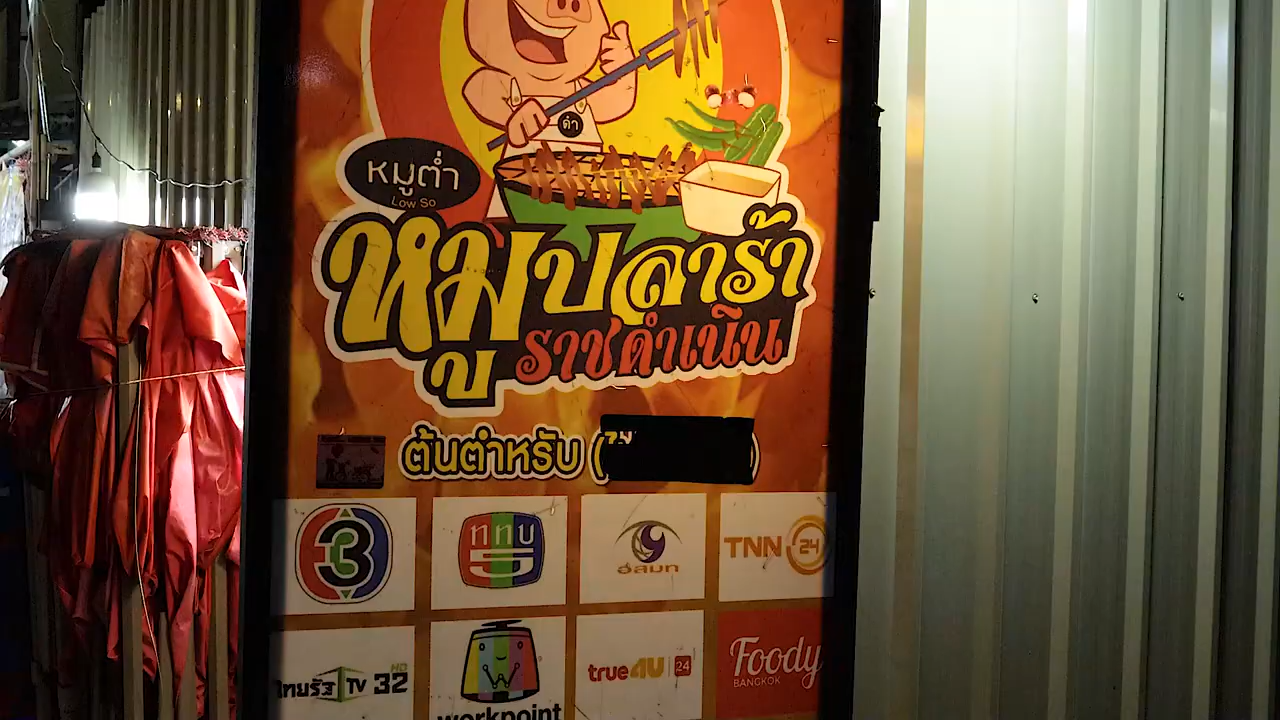 ดำ
หมูต่ำ
Low So
หมูปลาร้า
ราชดำเนิน
ต้นตำหรับ (
)
3
ททบ 5
อสมท
TNN 24
ไทยรัฐ TV 32 HD
workpoint
true4U 24
Foody
BANGKOK